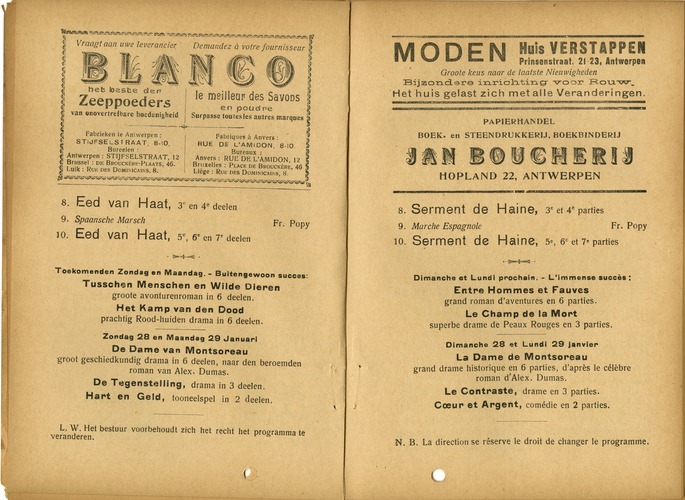 Vraagt aan uwe leverancier
Demandez à votre fournisseur
BLANCO
het beste der
Zeeppoeders
van onovertrefbare hoedanigheid
le meilleur des Savons
en poudre
Surpasse toutes les autres marques
Fabrieken te Antwerpen :
STIJFSELSTRAAT, 8-10.
Bureelen :
Antwerpen : STIJFSELSTRAAT, 12
Brussel : DE BROUCKÈRE-PLAATS, 46.
Luik : RUE DES DOMINICAINS, 8.
Fabriques à Anvers :
RUE DE L'AMIDON, 8-10
Bureaux :
Anvers : RUE DE L'AMIDON, 12
Bruxelles : PLACE DE BROUCKÈRE, 46
Liége : RUE DES DOMINICAINS, 8.
8. Eed van Haat, 3e en 4e deelen
9. Spaansche Marsch Fr. Popy
10. Eed van Haat, 5e, 6e en 7e deelen
Toekomenden Zondag en Maandag. - Buitengewoon succes:
Tusschen Menschen en Wilde Dieren
groote avonturenroman in 6 deelen.
Het Kamp van den Dood
prachtig Rood-huiden drama in 6 deelen.
Zondag 28 en Maandag 29 Januari
De Dame van Montsoreau
groot geschiedkundig drama in 6 deelen, naar den beroemden
roman van Alex. Dumas.
De Tegenstelling, drama in 3 deelen.
Hart en Geld, tooneelspel in 2 deelen.
L. W. Het bestuur voorbehoudt zich het recht het programma te
veranderen.
MODEN Huis VERSTAPPEN
Prinsenstraat. 21 23, Antwerpen
Groote keus naar de laatste Nieuwigheden
Bijzondere inrichting voor Rouw.
Het huis gelast zich met alle Veranderingen.
PAPIERHANDEL
BOEK- EN STEENDRUKKERIJ, BOEKBINDERIJ
JAN BOUCHERIJ
HOPLAND 22, ANTWERPEN
8. Serment de Haine, 3e et 4e parties
9. Marche Espagnole Fr. Popy
10. Serment de Haine, 5e, 6e et 7e parties
Dimanche et Lundi prochain. - L'immense succès :
Entre Hommes et Fauves
grand roman d'aventures en 6 parties.
Le Champ de la Mort
superbe drame de Peaux Rouges en 3 parties.
Dimanche 28 et Lundi 29 janvier
La Dame de Montsoreau
grand drame historique en 6 parties, d'après le célèbre
roman d'Alex. Dumas.
Le Contraste, drame en 3 parties.
Cœur et Argent, comédie en 2 parties.
N. B. La direction se réserve le droit de changer le programme.